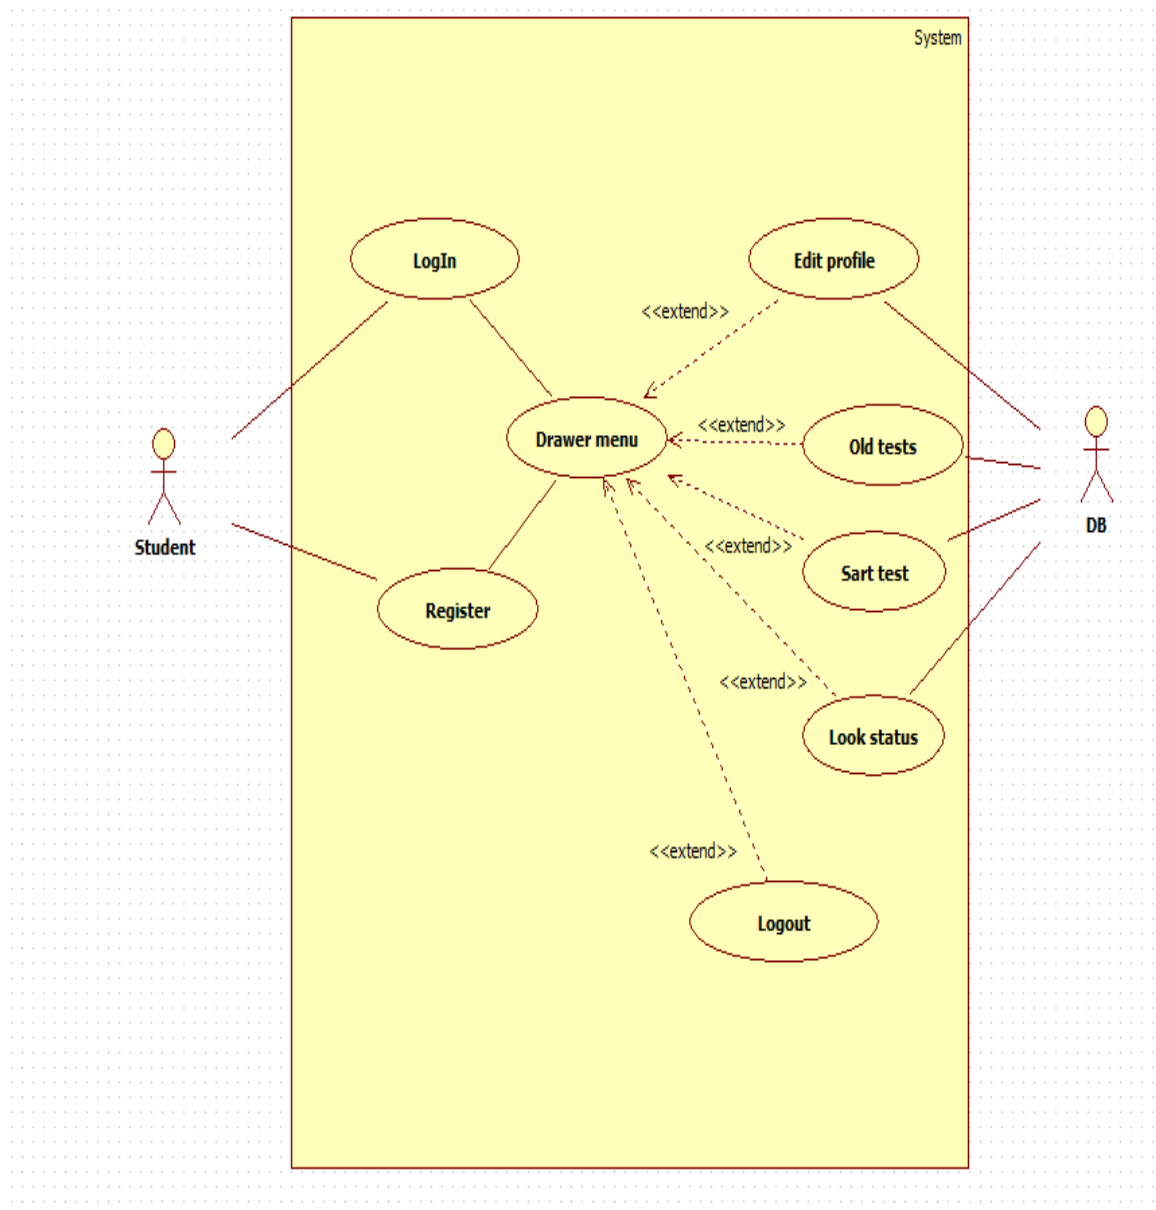 System
LogIn
Edit profile
<<extend>>
<<extend>>
Drawer menu
Old tests
DB
Student
<<extend>>
Sart test
Register
<<extend>>
Look status
<<extend>>
Logout